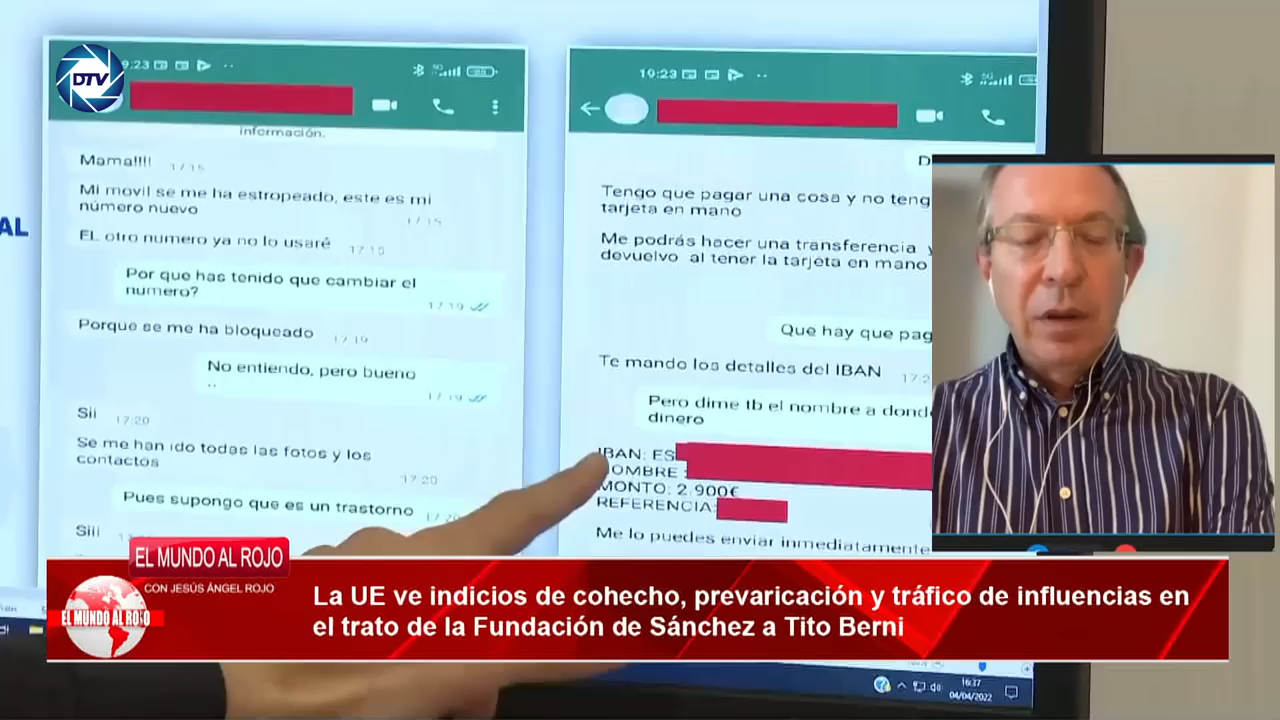 DTV
9:23
información.
Mama!!!! 17/15
Mi movil se me ha estropeado, este es mi
número nuevo 17/15
EL otro numero ya no lo usaré 17:15
Por que has tenido que cambiar el
numero?
17/19
Porque se me ha bloqueado 17/19
No entiendo, pero bueno
..
17/19
Sii 17:20
Se me han ido todas las fotos y los
contactos 17:20
Pues supongo que es un trastorno
Siii
AL
19:23
Tengo que pagar una cosa y no teng
tarjeta en mano
Me podrás hacer una transferencia y
devuelvo al tener la tarjeta en mano
Que hay que pag
Te mando los detalles del IBAN
Pero dime tb el nombre a dond
dinero
IBAN: ES
NOMBRE :
MONTO: 2.900€
REFERENCIA:
Me lo puedes enviar inmediatamente
EL MUNDO AL ROJO
CON JESÚS ÁNGEL ROJO
EL MUNDO AL ROJO
La UE ve indicios de cohecho, prevaricación y tráfico de influencias en
el trato de la Fundación de Sánchez a Tito Berni
16:37
04/04/2022